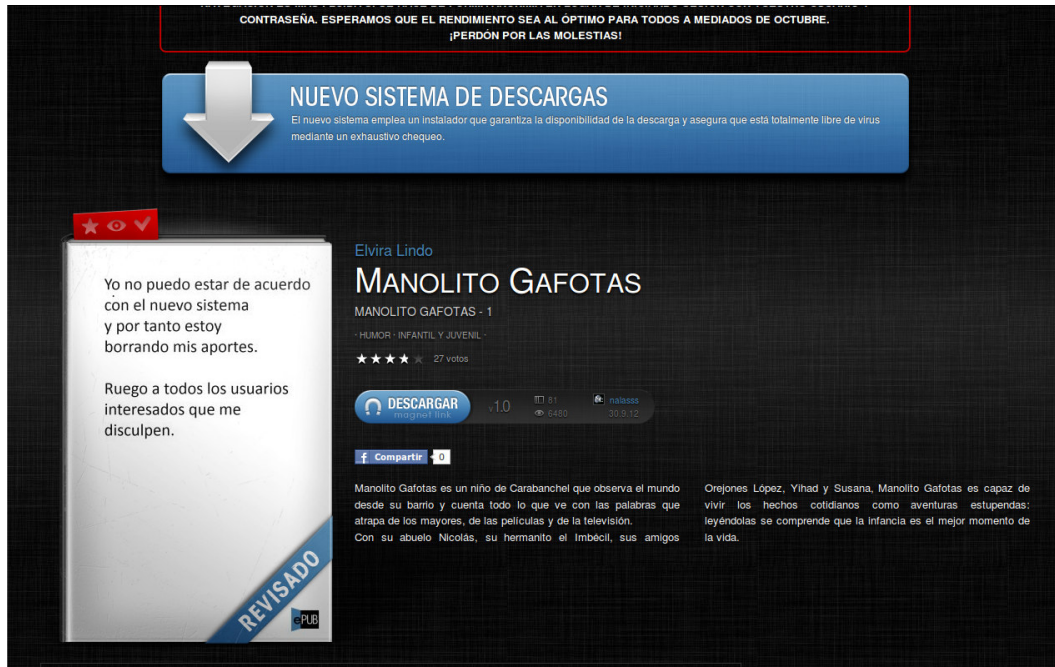 CONTRASEÑA. ESPERAMOS QUE EL RENDIMIENTO SEA AL ÓPTIMO PARA TODOS A MEDIADOS DE OCTUBRE.
¡PERDÓN POR LAS MOLESTIAS!
NUEVO SISTEMA DE DESCARGAS
El nuevo sistema emplea un instalador que garantiza la disponibilidad de la descarga y asegura que está totalmente libre de virus
mediante un exhaustivo chequeo.
Yo no puedo estar de acuerdo
con el nuevo sistema
y por tanto estoy
borrando mis aportes.
Ruego a todos los usuarios
interesados que me
disculpen.
REVISADO
ePUB
Elvira Lindo
MANOLITO GAFOTAS
MANOLITO GAFOTAS - 1
- HUMOR - INFANTIL Y JUVENIL -
27 votos
DESCARGAR
magnet link
v1.0
81
6480
nalasss
30.9.12
f Compartir
0
Manolito Gafotas es un niño de Carabanchel que observa el mundo
desde su barrio y cuenta todo lo que ve con las palabras que
atrapa de los mayores, de las películas y de la televisión.
Con su abuelo Nicolás, su hermanito el Imbécil, sus amigos
Orejones López, Yihad y Susana, Manolito Gafotas es capaz de
vivir los hechos cotidianos como aventuras estupendas:
leyéndolas se comprende que la infancia es el mejor momento de
la vida.